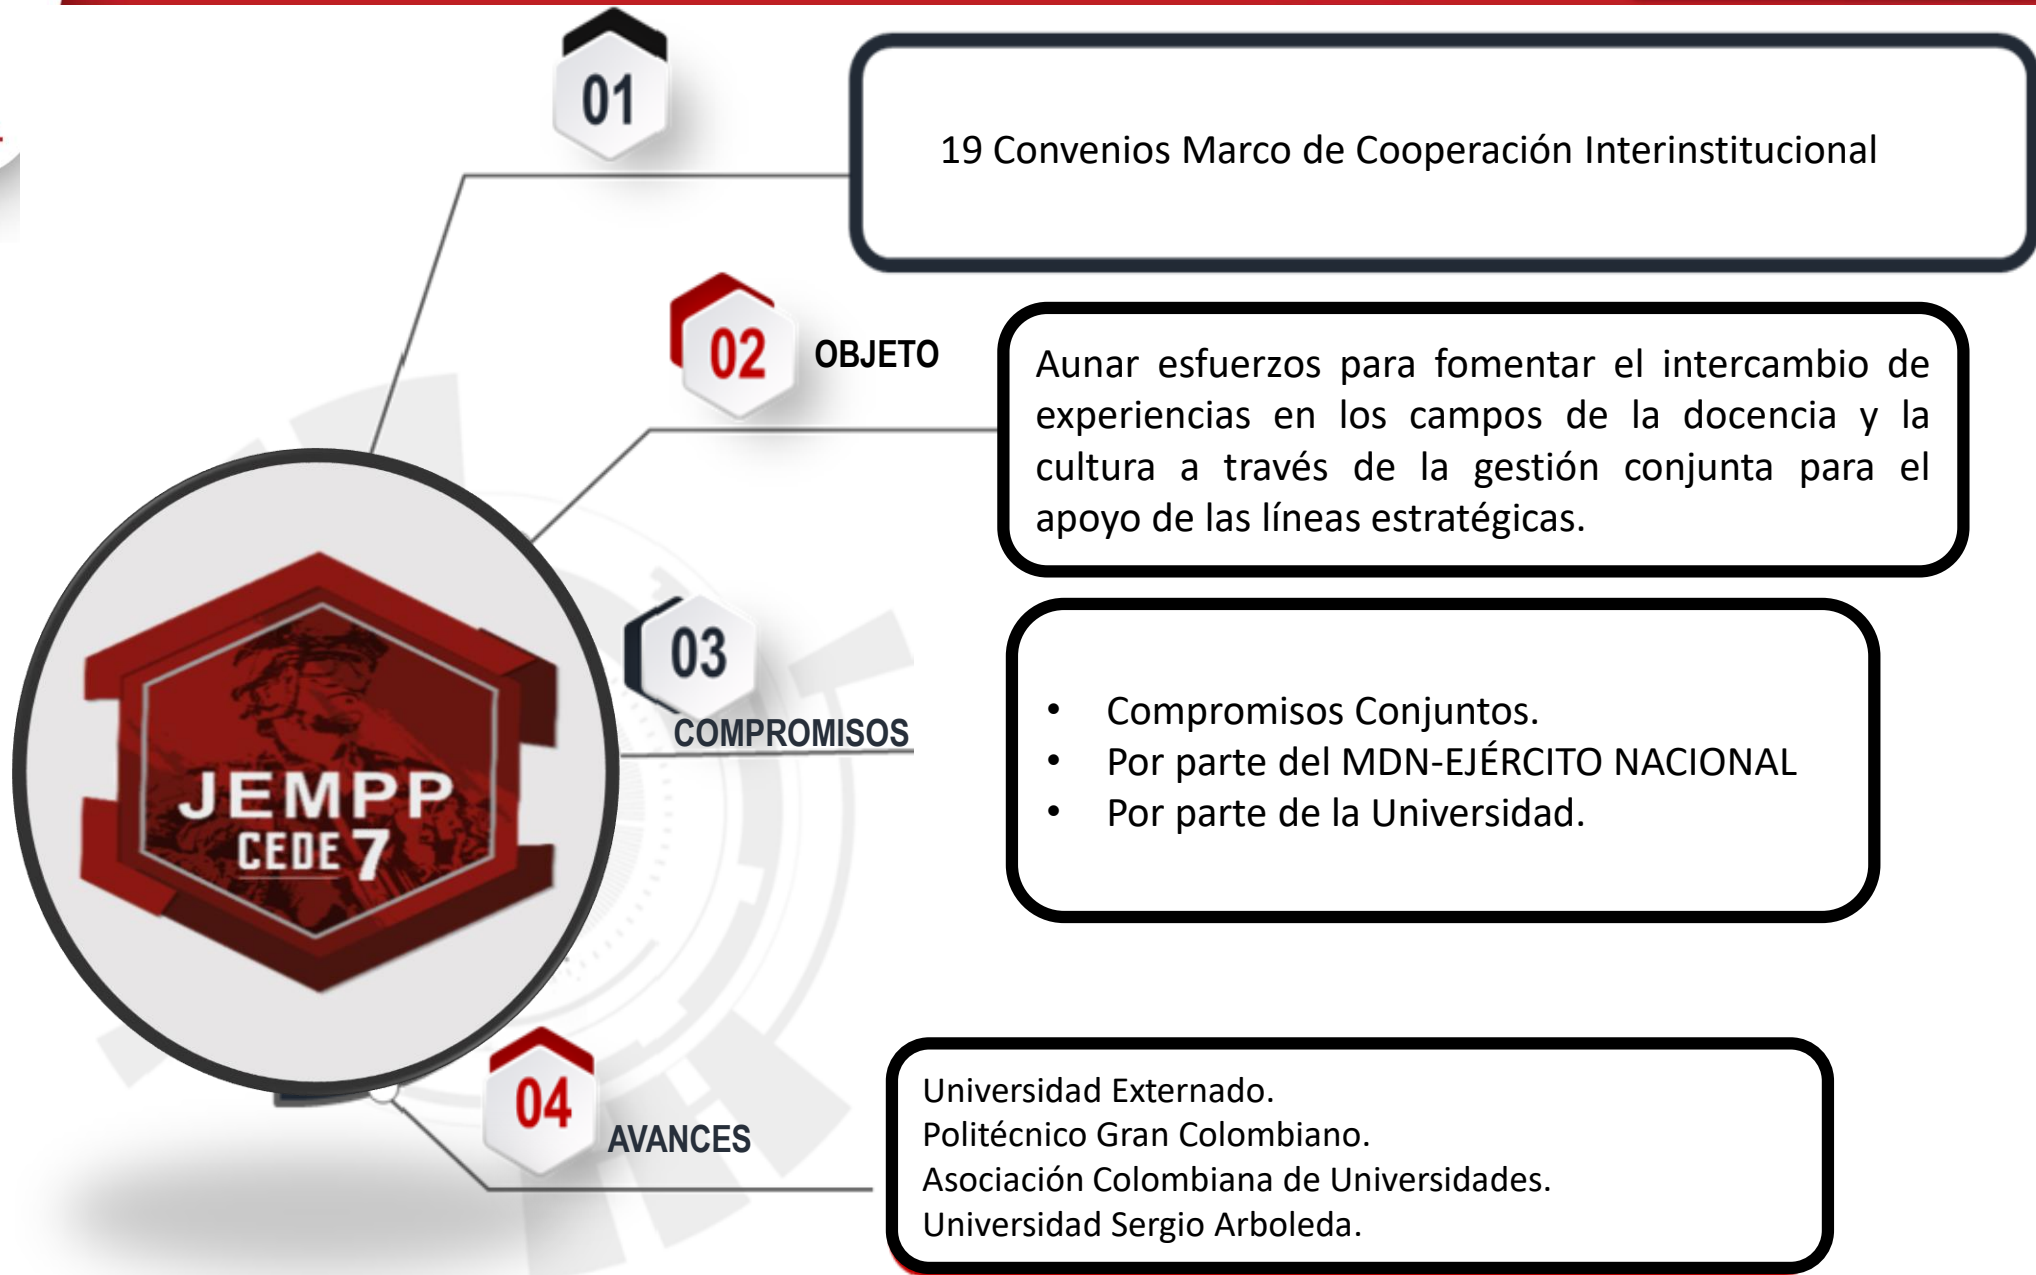 01
19 Convenios Marco de Cooperación Interinstitucional
02
OBJETO
Aunar esfuerzos para fomentar el intercambio de
experiencias en los campos de la docencia y la
cultura a través de la gestión conjunta para el
apoyo de las líneas estratégicas.
03
COMPROMISOS
• Compromisos Conjuntos.
• Por parte del MDN-EJÉRCITO NACIONAL
• Por parte de la Universidad.
JEMPP
CEDE 7
04
AVANCES
Universidad Externado.
Politécnico Gran Colombiano.
Asociación Colombiana de Universidades.
Universidad Sergio Arboleda.